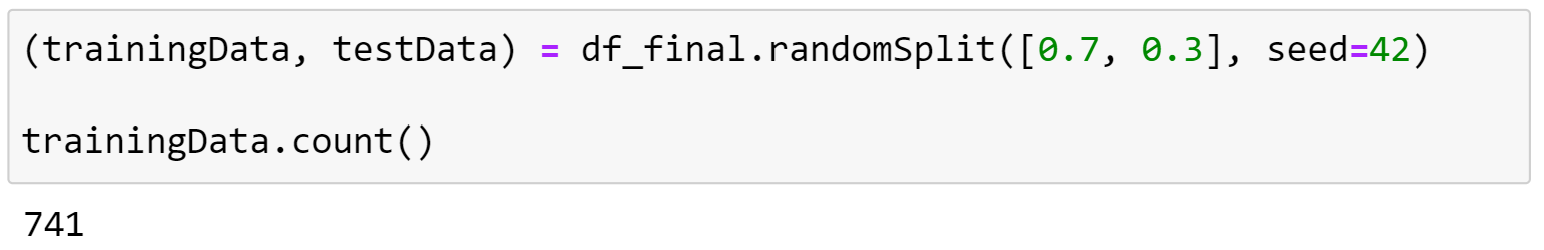 (trainingData, testData) = df_final.randomSplit([0.7, 0.3], seed=42)
trainingData.count()
741